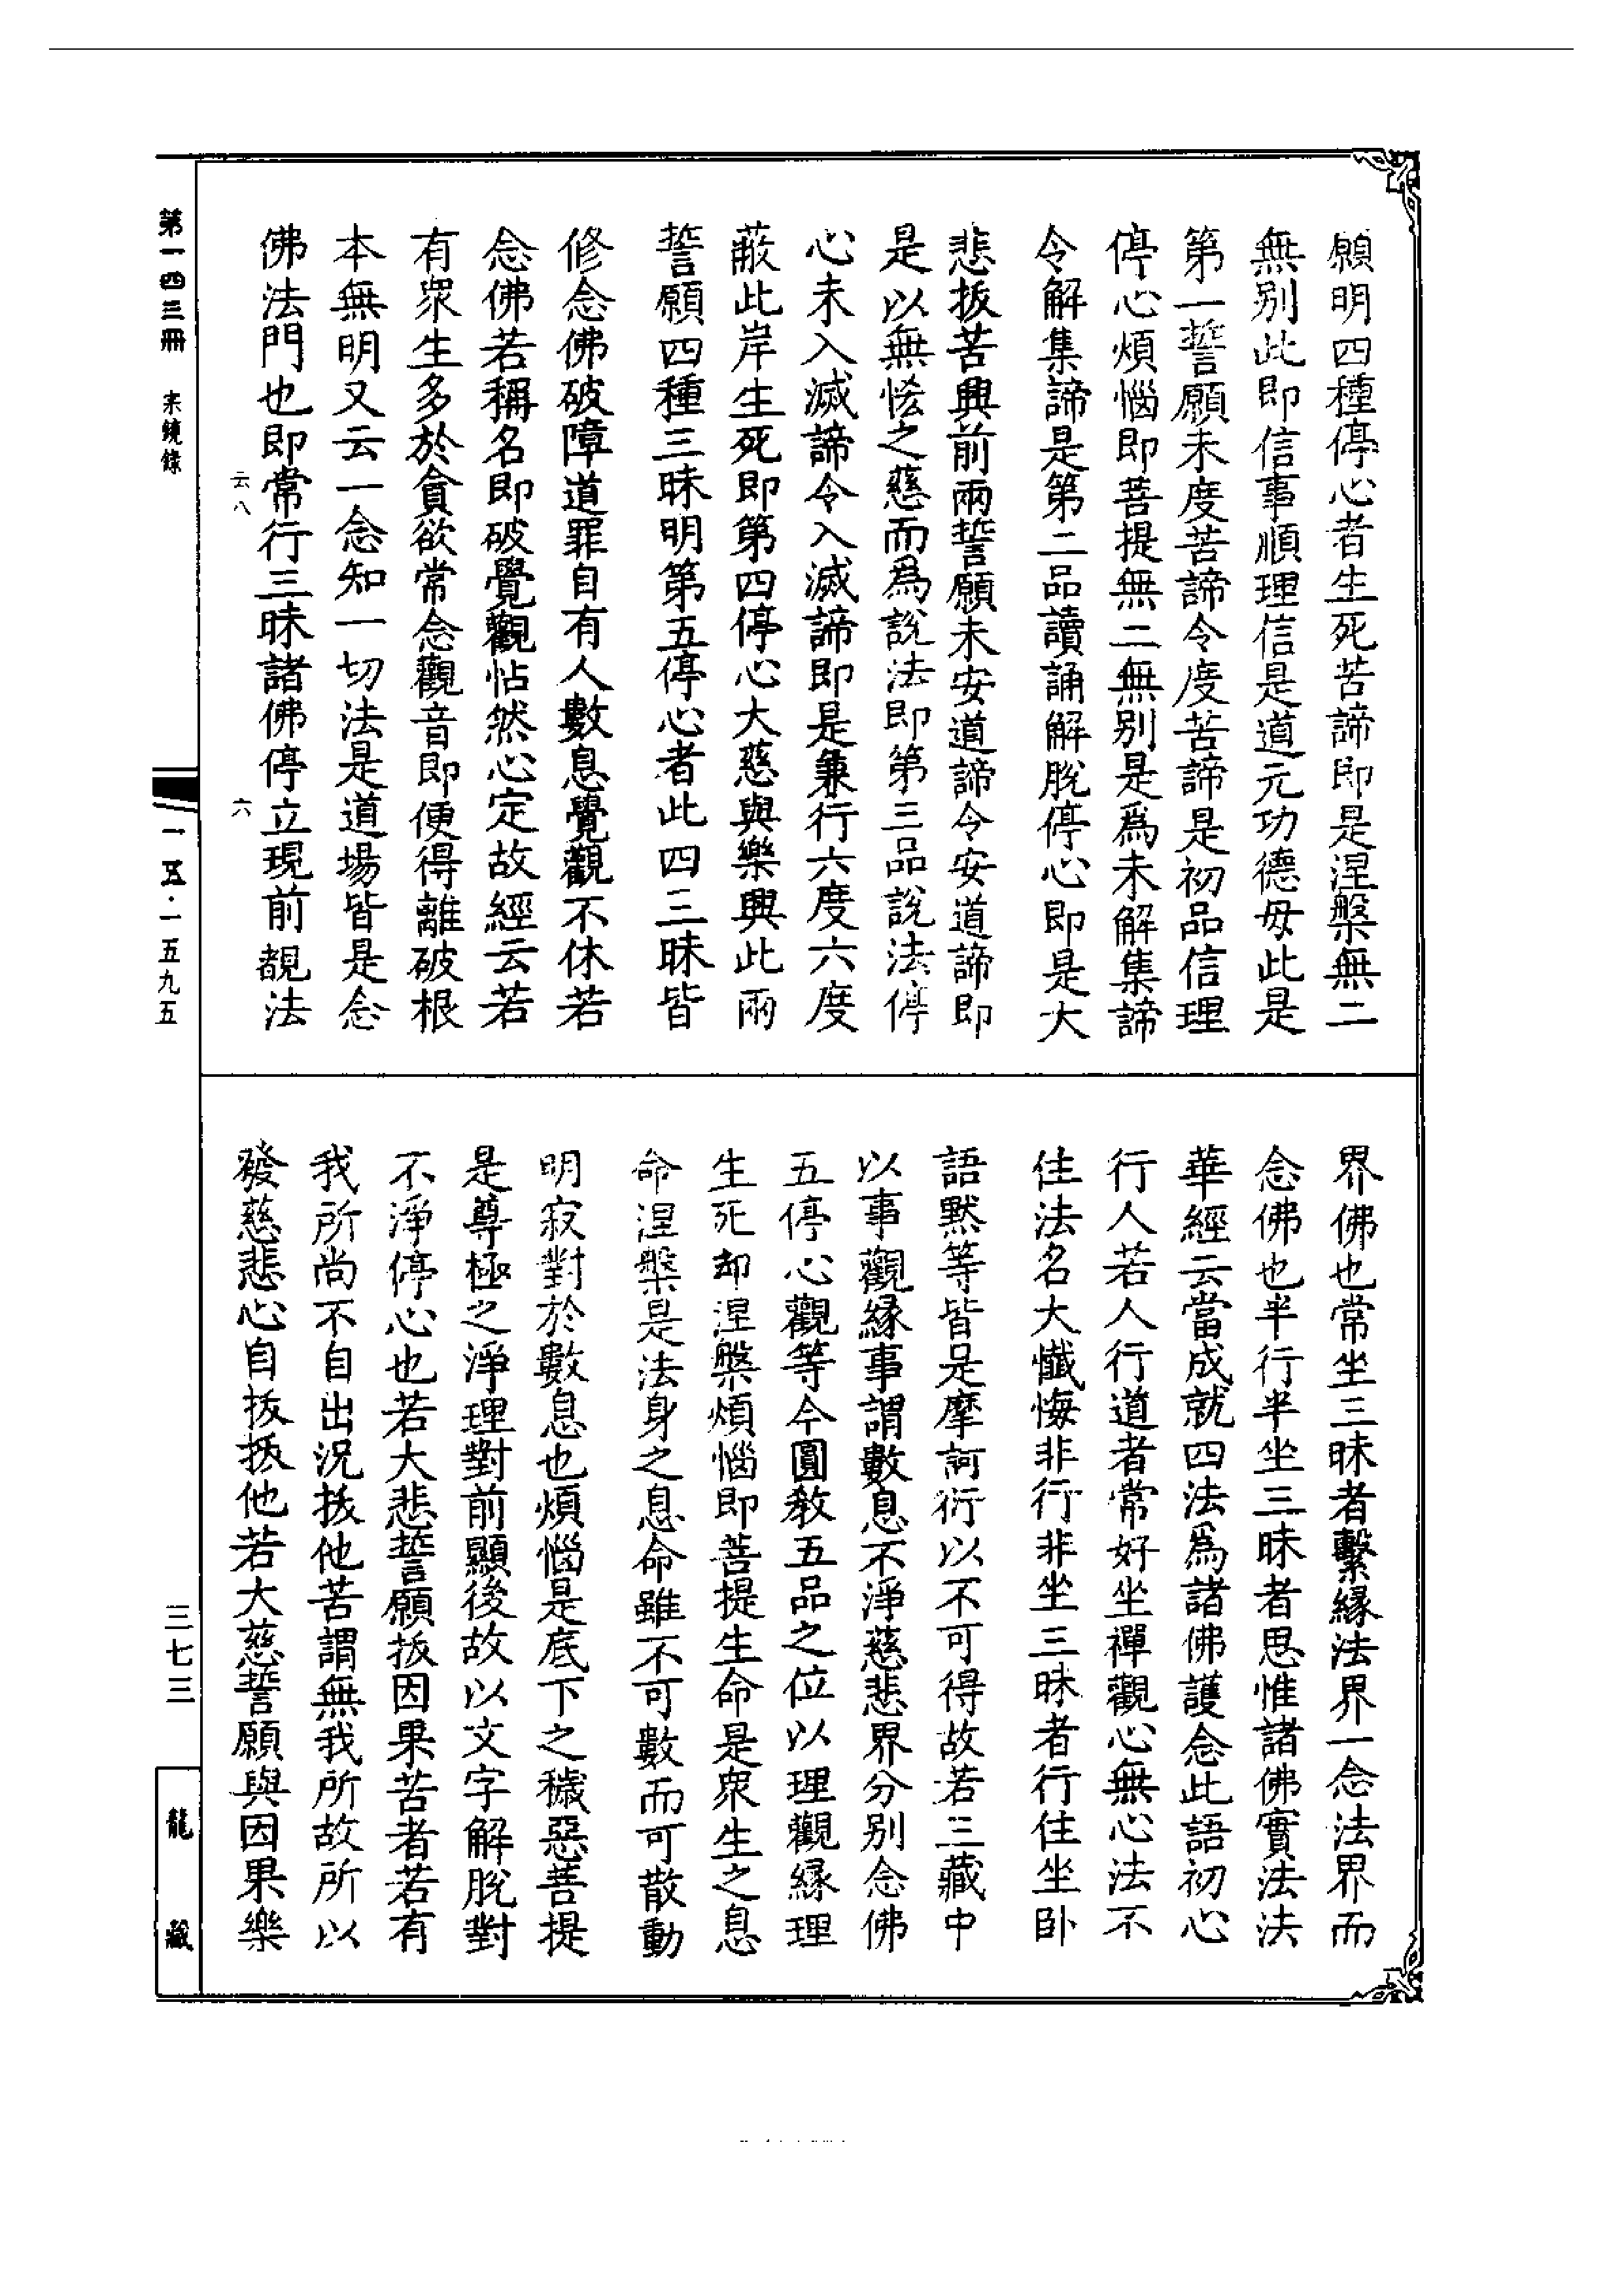 願明四種停心者生死苦諦即是涅槃無二
無別此即信事順理信是道元功德母此是
第一誓願未度苦諦令度苦諦是初品信理
停心煩惱即菩提無二無別是爲未解集諦
令解集諦是第二品讀誦解脫停心即是大
悲拔苦興前兩誓願未安道諦令安道諦即
是以無恡之慈而爲說法即第三品說法停
心未入滅諦令入滅諦即是兼行六度六度
蔽此岸生死即第四停心大慈與樂興此兩
誓願四種三昧明第五停心者此四三昧皆
修念佛破障道罪自有人數息覺觀不休若
念佛若稱名即破覺觀怗然心定故經云若
有眾生多於貪欲常念觀音即便得離破根
本無明又云一念知一切法是道場皆是念
佛法門也即常行三昧諸佛停立現前覩法
界佛也常坐三昧者繫緣法界一念法界而
念佛也半行半坐三昧者思惟諸佛實法法
華經云當成就四法爲諸佛護念此語初心
行人若人行道者常好坐禪觀心無心法不
住法名大懺悔非行非坐三昧者行住坐卧
語默等皆是摩訶衍以不可得故若三藏中
以事觀緣事謂數息不淨慈悲界分別念佛
五停心觀等今圓教五品之位以理觀緣理
生死却涅槃煩惱即菩提生命是眾生之息
命涅槃是法身之息命雖不可數而可散動
明寂對於數息也煩惱是底下之穢惡菩提
是尊極之淨理對前顯後故以文字解脫對
不淨停心也若大悲誓願拔因果苦者若有
我所尚不自出況拔他苦謂無我所故所以
發慈悲心自拔拔他若大慈誓願與因果樂
云八
六
第一四三冊 宗鏡錄
一五·一五九五
三七三
龍藏